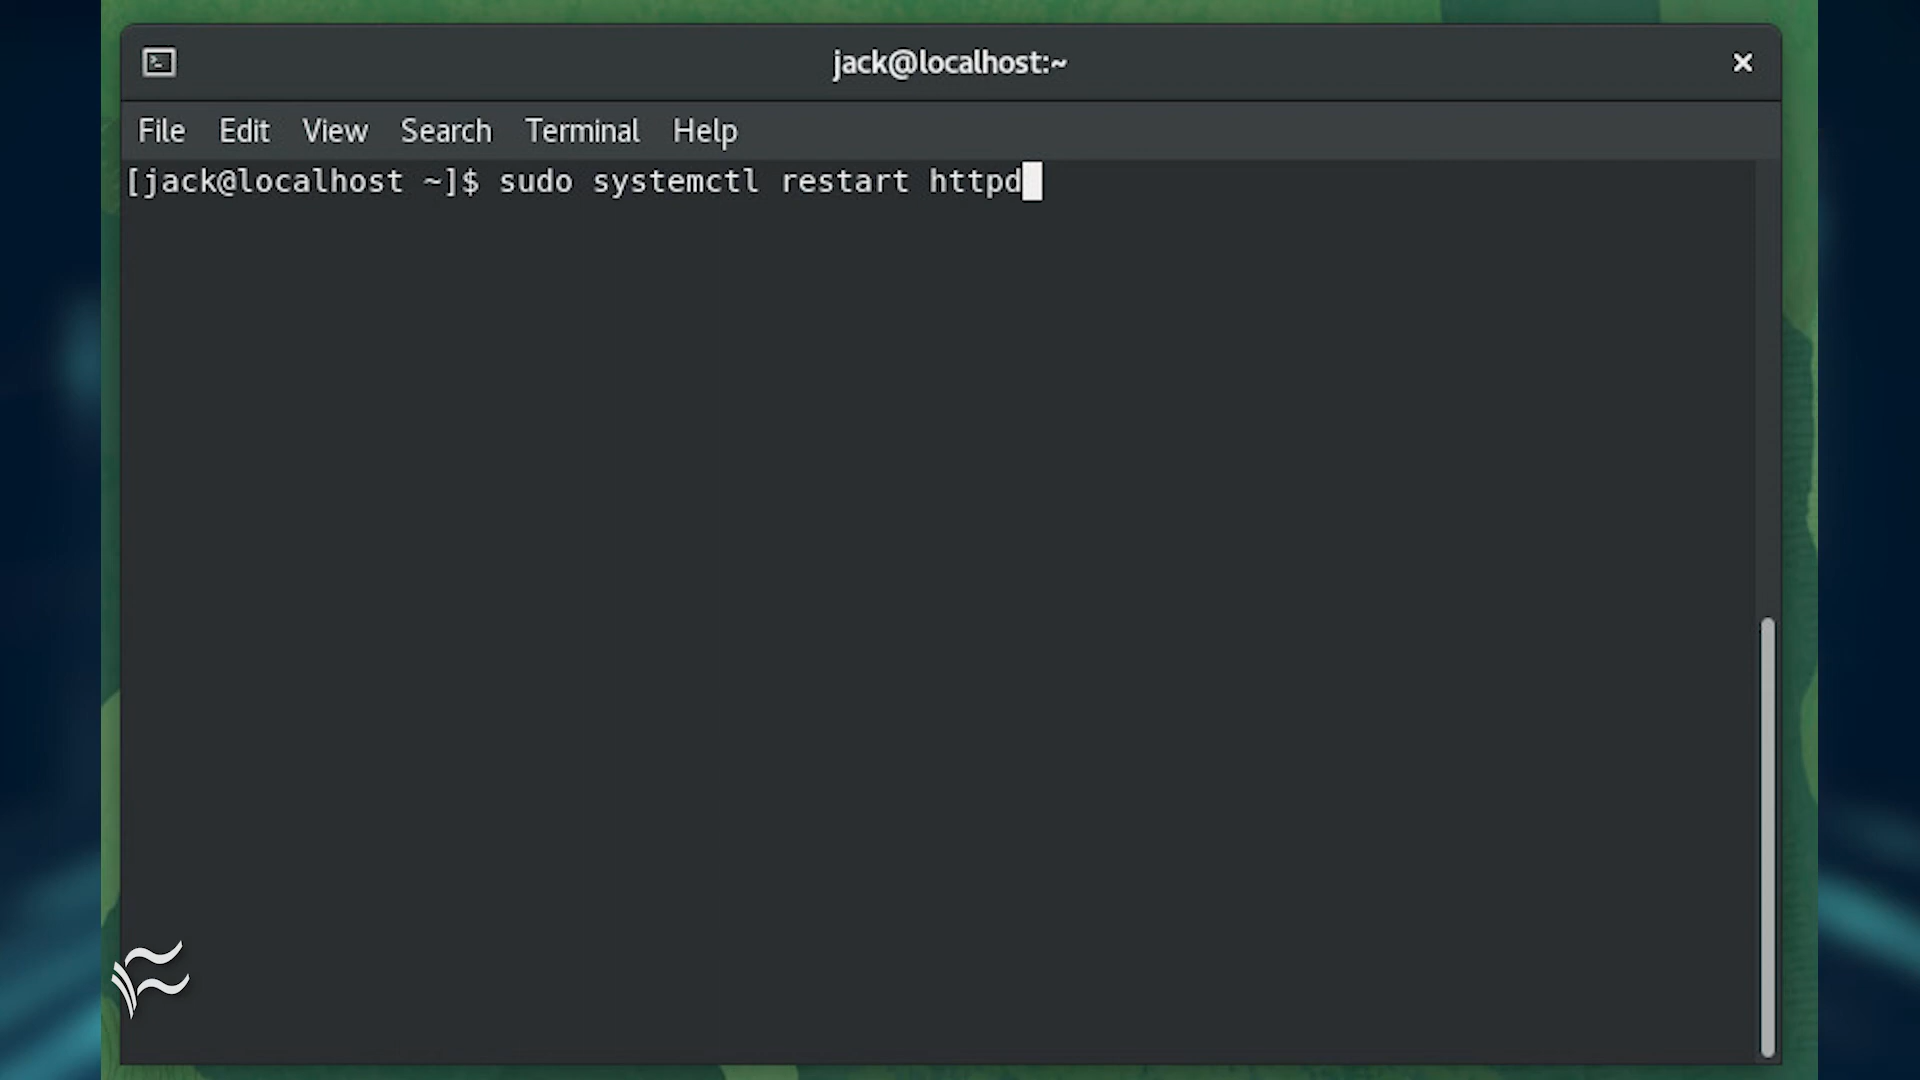 jack@localhost:~
File Edit View Search Terminal Help
[jack@localhost ~]$ sudo systemctl restart httpd